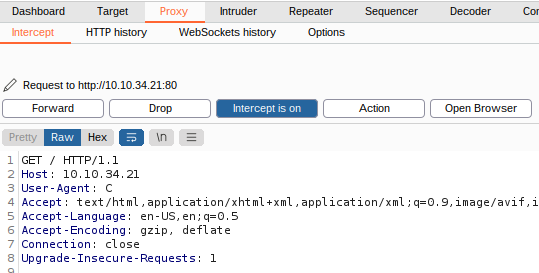 Dashboard Target Proxy Intruder Repeater Sequencer Decoder
Intercept HTTP history WebSockets history Options
Request to http://10.10.34.21:80
Forward Drop Intercept is on Action Open Browser
Pretty Raw Hex \n
1 GET / HTTP/1.1
2 Host: 10.10.34.21
3 User-Agent: C
4 Accept: text/html,application/xhtml+xml,application/xml;q=0.9,image/avif,i
5 Accept-Language: en-US,en;q=0.5
6 Accept-Encoding: gzip, deflate
7 Connection: close
8 Upgrade-Insecure-Requests: 1
9